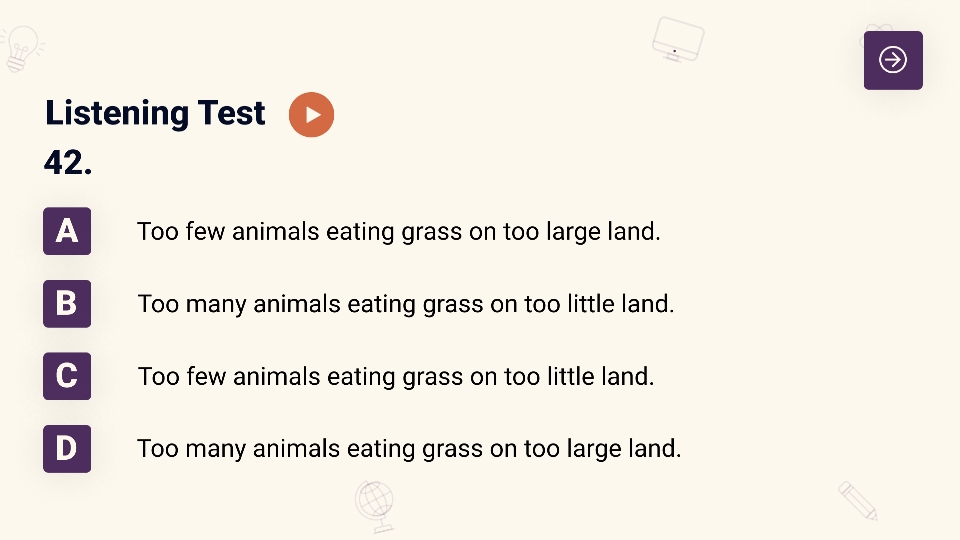 Listening Test
42.
A Too few animals eating grass on too large land.
B Too many animals eating grass on too little land.
C Too few animals eating grass on too little land.
D Too many animals eating grass on too large land.